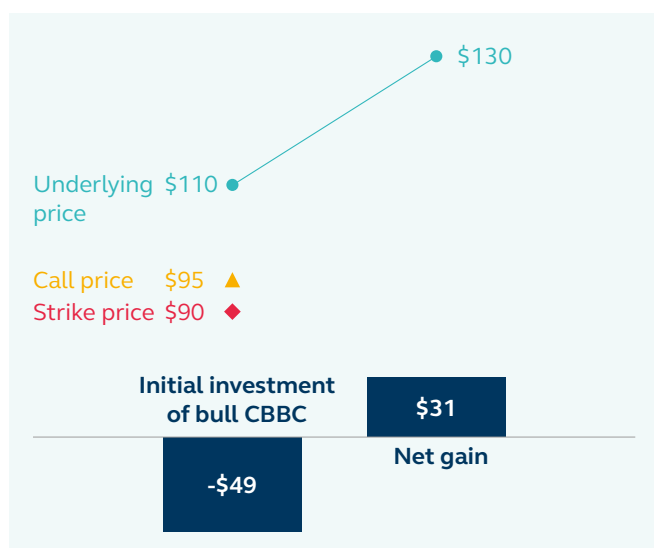 $130
Underlying $110
price
Call price $95
Strike price $90
Initial investment
of bull CBBC
$31
Net gain
-$49